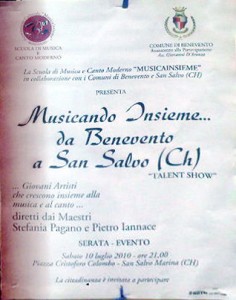 SCUOLA DI MUSICA
E
CANTO MODERNO
COMUNE DI BENEVENTO
Assessorato alla Partecipazione
La Scuola di Musica e Canto Moderno "MUSICAINSIEME"
in collaborazione con i Comuni di Benevento e San Salvo (CH)
PRESENTA
Musicando Insieme...
da Benevento
a San Salvo (Ch)
"TALENT SHOW"
... Giovani Artisti
che crescono insieme alla
musica e al canto ...
diretti dai Maestri
Stefania Pagano e Pietro Iannace
SERATA - EVENTO
Sabato 10 luglio 2010 - ore 21,00
Piazza Cristoforo Colombo - San Salvo Marina (CH)
La cittadinanza è invitata a partecipare